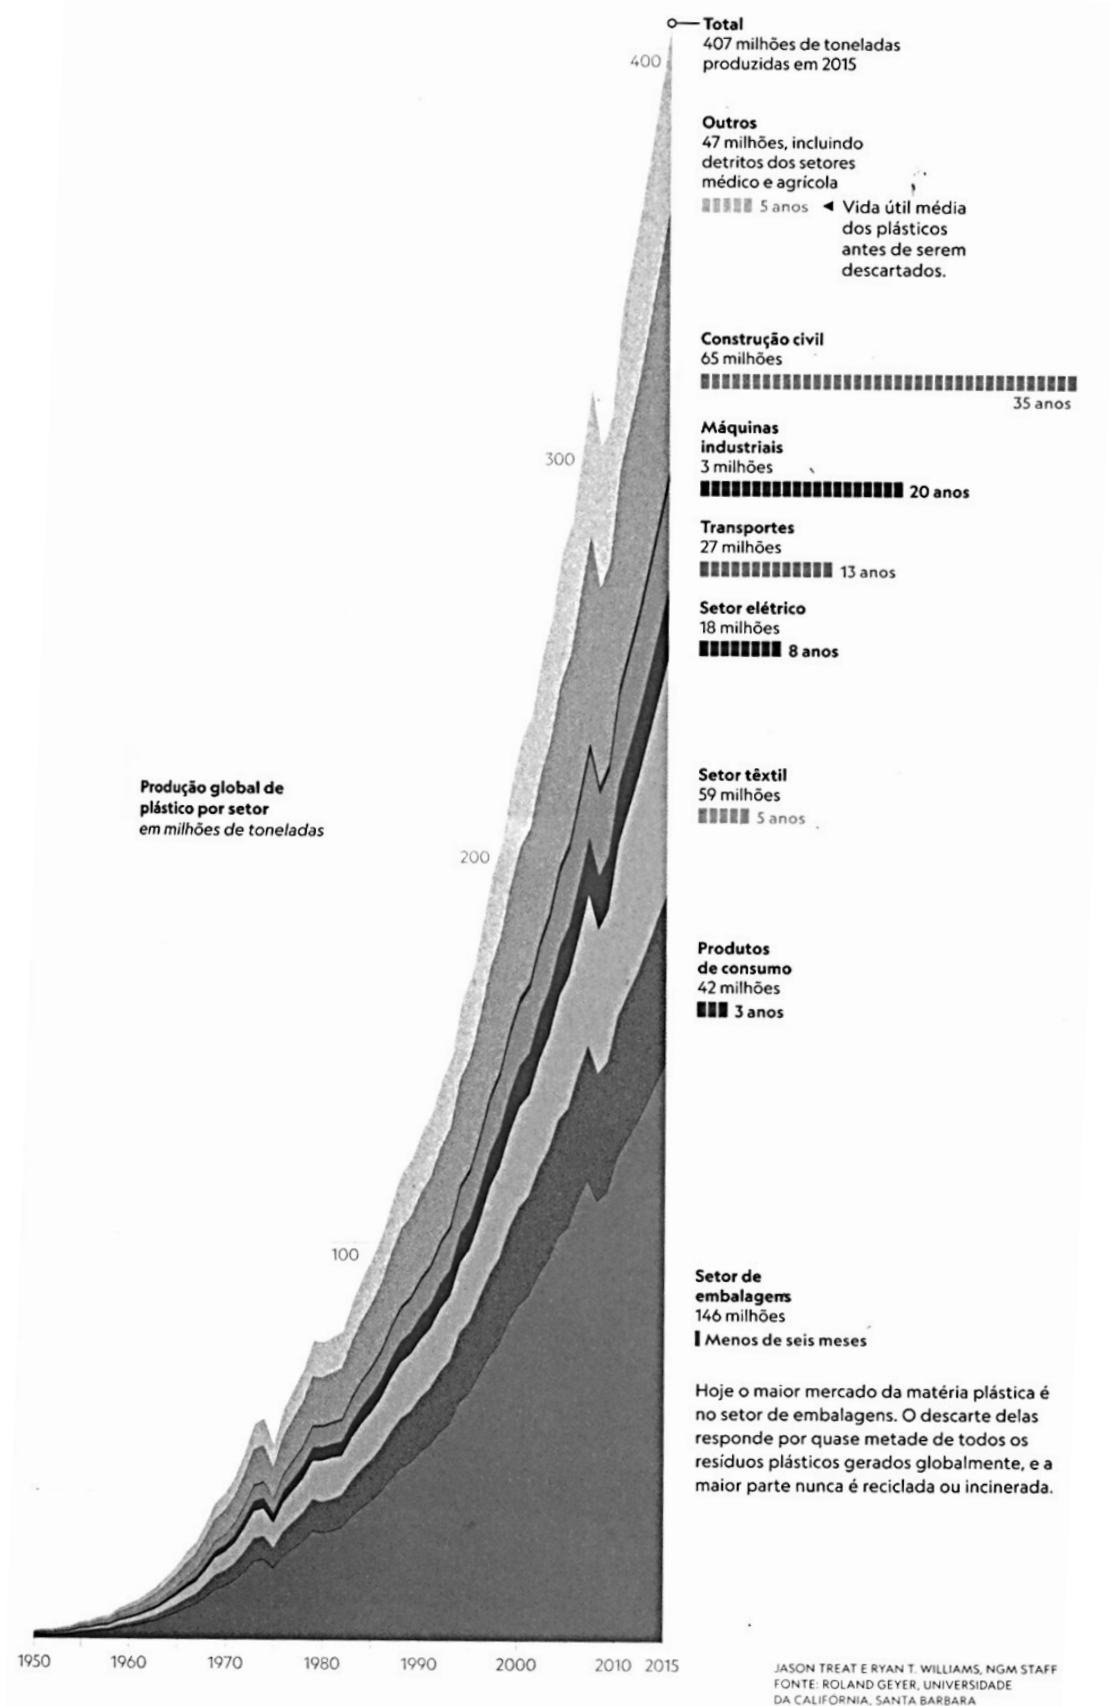 Total
407 milhões de toneladas
produzidas em 2015
400
Outros
47 milhões, incluindo
detritos dos setores
médico e agrícola
5 anos ◄ Vida útil média
dos plásticos
antes de serem
descartados.
Construção civil
65 milhões
35 anos
Máquinas
industriais
3 milhões
20 anos
300
Transportes
27 milhões
13 anos
Setor elétrico
18 milhões
8 anos
Setor têxtil
59 milhões
5 anos
Produção global de
plástico por setor
em milhões de toneladas
200
Produtos
de consumo
42 milhões
3 anos
100
Setor de
embalagens
146 milhões
Menos de seis meses
Hoje o maior mercado da matéria plástica é
no setor de embalagens. O descarte delas
responde por quase metade de todos os
resíduos plásticos gerados globalmente, e a
maior parte nunca é reciclada ou incinerada.
1950 1960 1970 1980 1990 2000 2010 2015
JASON TREAT E RYAN T. WILLIAMS, NGM STAFF
FONTE: ROLAND GEYER, UNIVERSIDADE
DA CALIFÓRNIA, SANTA BARBARA